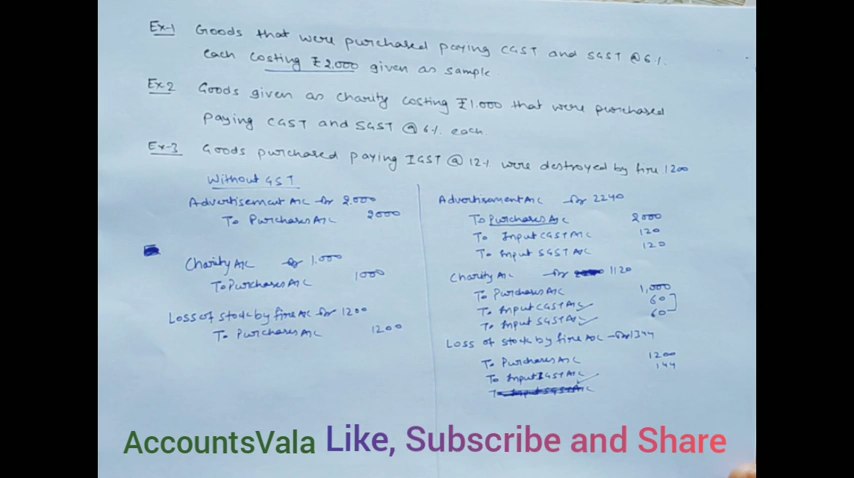 Ex-1 Goods that were purchased paying CGST and SGST @ 6%.
each costing ₹2,000 given as sample
Ex-2 Goods given as charity costing ₹1,000 that were purchased
paying CGST and SGST @ 6%. each
Ex-3 Goods purchased paying IGST @ 12% were destroyed by fire 1200
Without GST
Advertisement A/c Dr 2,000
To Purchases A/c 2000
Charity A/c Dr 1,000
To Purchases A/c 1000
Loss of stock by fire A/c Dr 1200
To Purchases A/c 1200
Advertisement A/c Dr 2240
To Purchases A/c 2000
To Input CGST A/c 120
To Input SGST A/c 120
Charity A/c Dr 1120
To Purchases A/c 1,000
To Input CGST A/c 60
To Input SGST A/c 60
Loss of stock by fire A/c Dr 1344
To Purchases A/c 1200
To Input IGST A/c 144
AccountsVala Like, Subscribe and Share